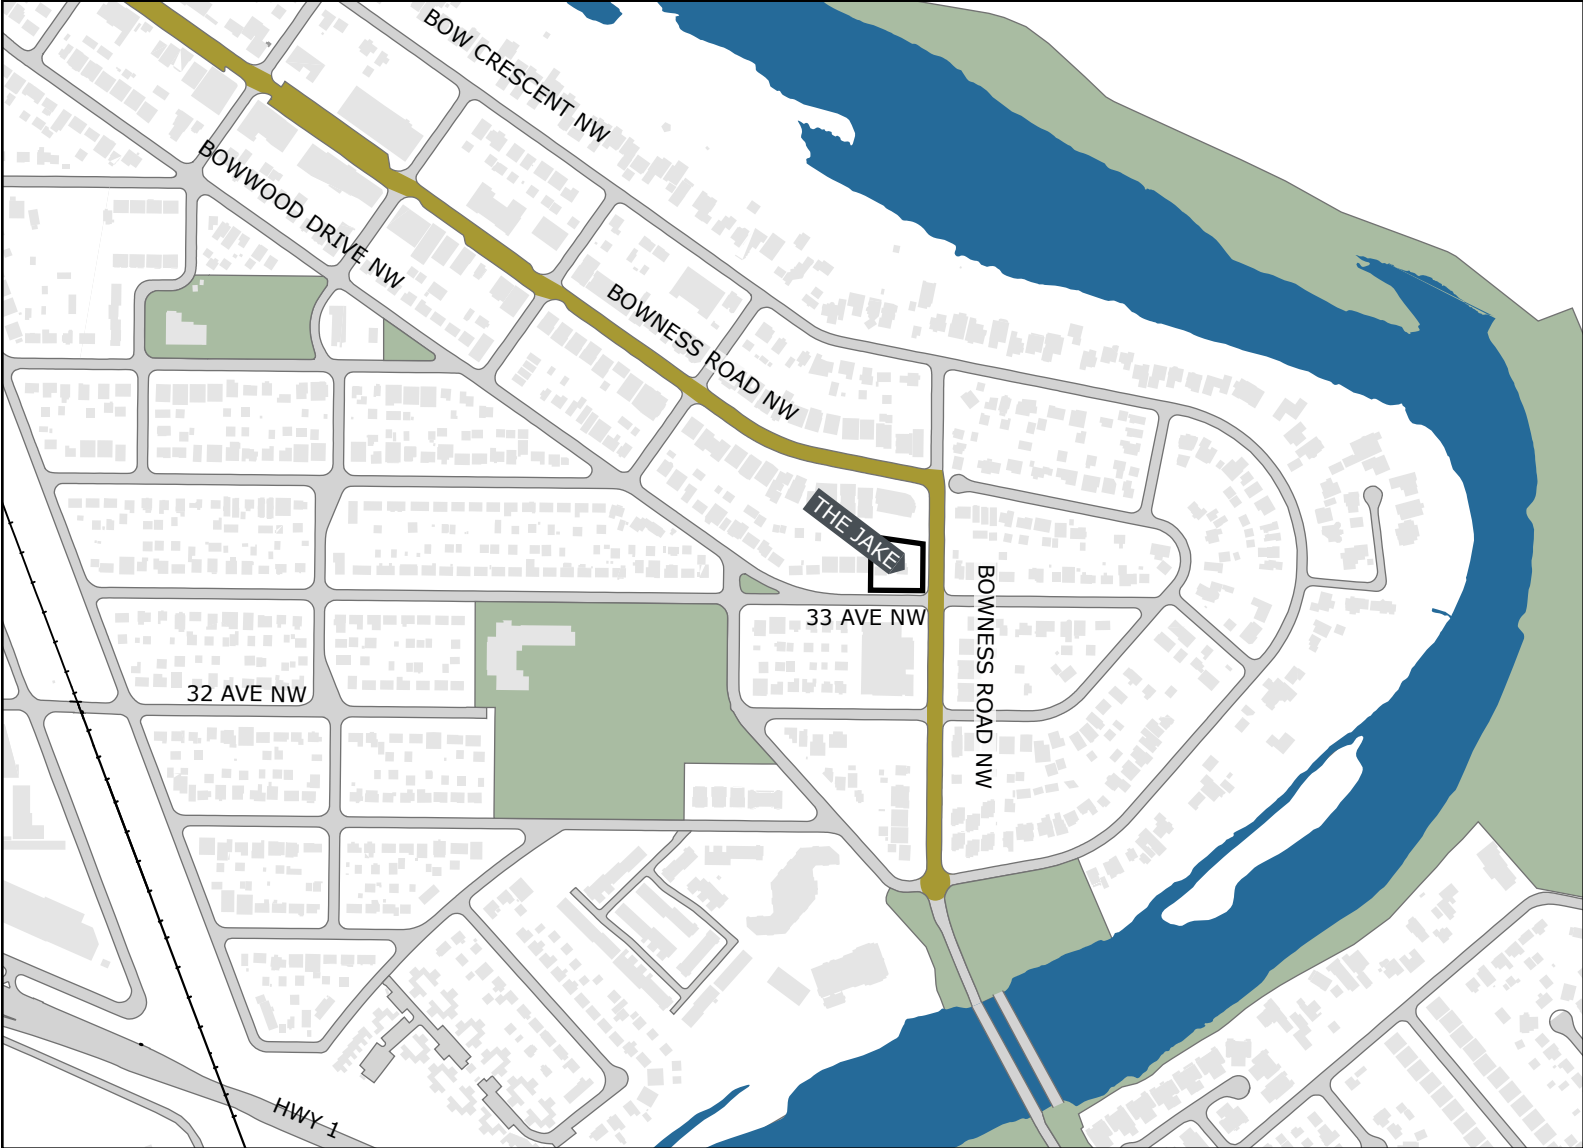 BOW CRESCENT NW
BOWWOOD DRIVE NW
BOWNESS ROAD NW
THE JAKE
33 AVE NW
BOWNESS ROAD NW
32 AVE NW
HWY 1